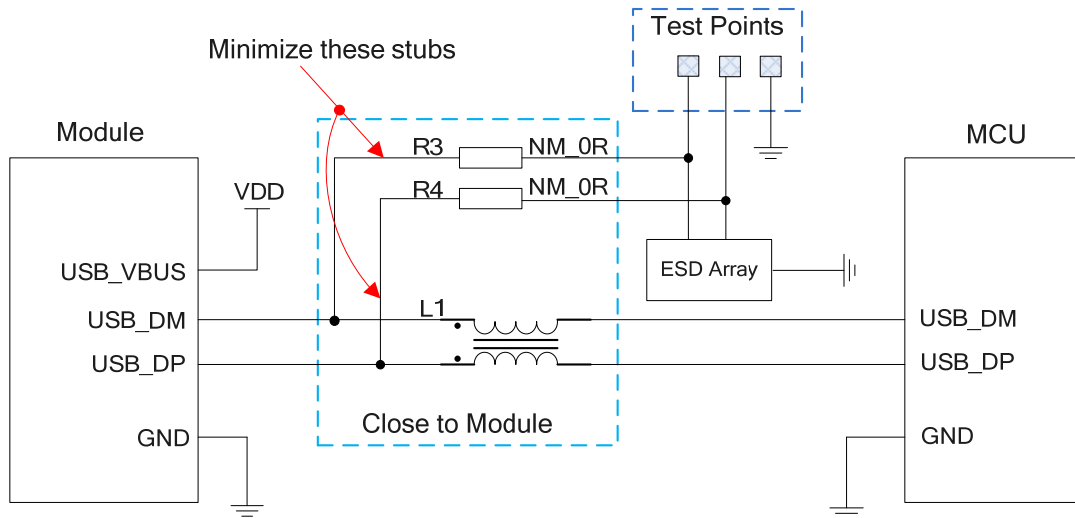 Test Points
Minimize these stubs
Module
MCU
R3 NM_0R
R4 NM_0R
VDD
ESD Array
USB_VBUS
L1
USB_DM
USB_DM
USB_DP
USB_DP
Close to Module
GND
GND